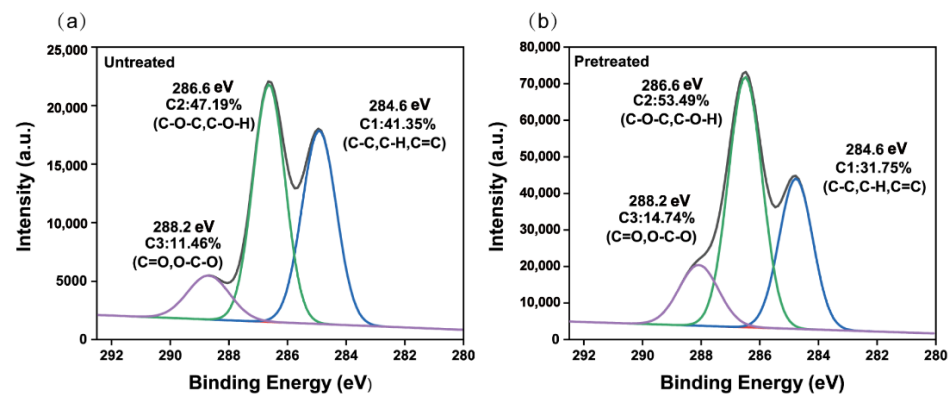 (a)
25,000
20,000
15,000
10,000
5000
0
Intensity (a.u.)
Untreated
286.6 eV
C2:47.19%
(C-O-C,C-O-H)
284.6 eV
C1:41.35%
(C-C,C-H,C=C)
288.2 eV
C3:11.46%
(C=O,O-C-O)
292 290 288 286 284 282 280
Binding Energy (eV)
(b)
80,000
70,000
60,000
50,000
40,000
30,000
20,000
10,000
0
Intensity (a.u.)
Pretreated
286.6 eV
C2:53.49%
(C-O-C,C-O-H)
284.6 eV
C1:31.75%
(C-C,C-H,C=C)
288.2 eV
C3:14.74%
(C=O,O-C-O)
292 290 288 286 284 282 280
Binding Energy (eV)